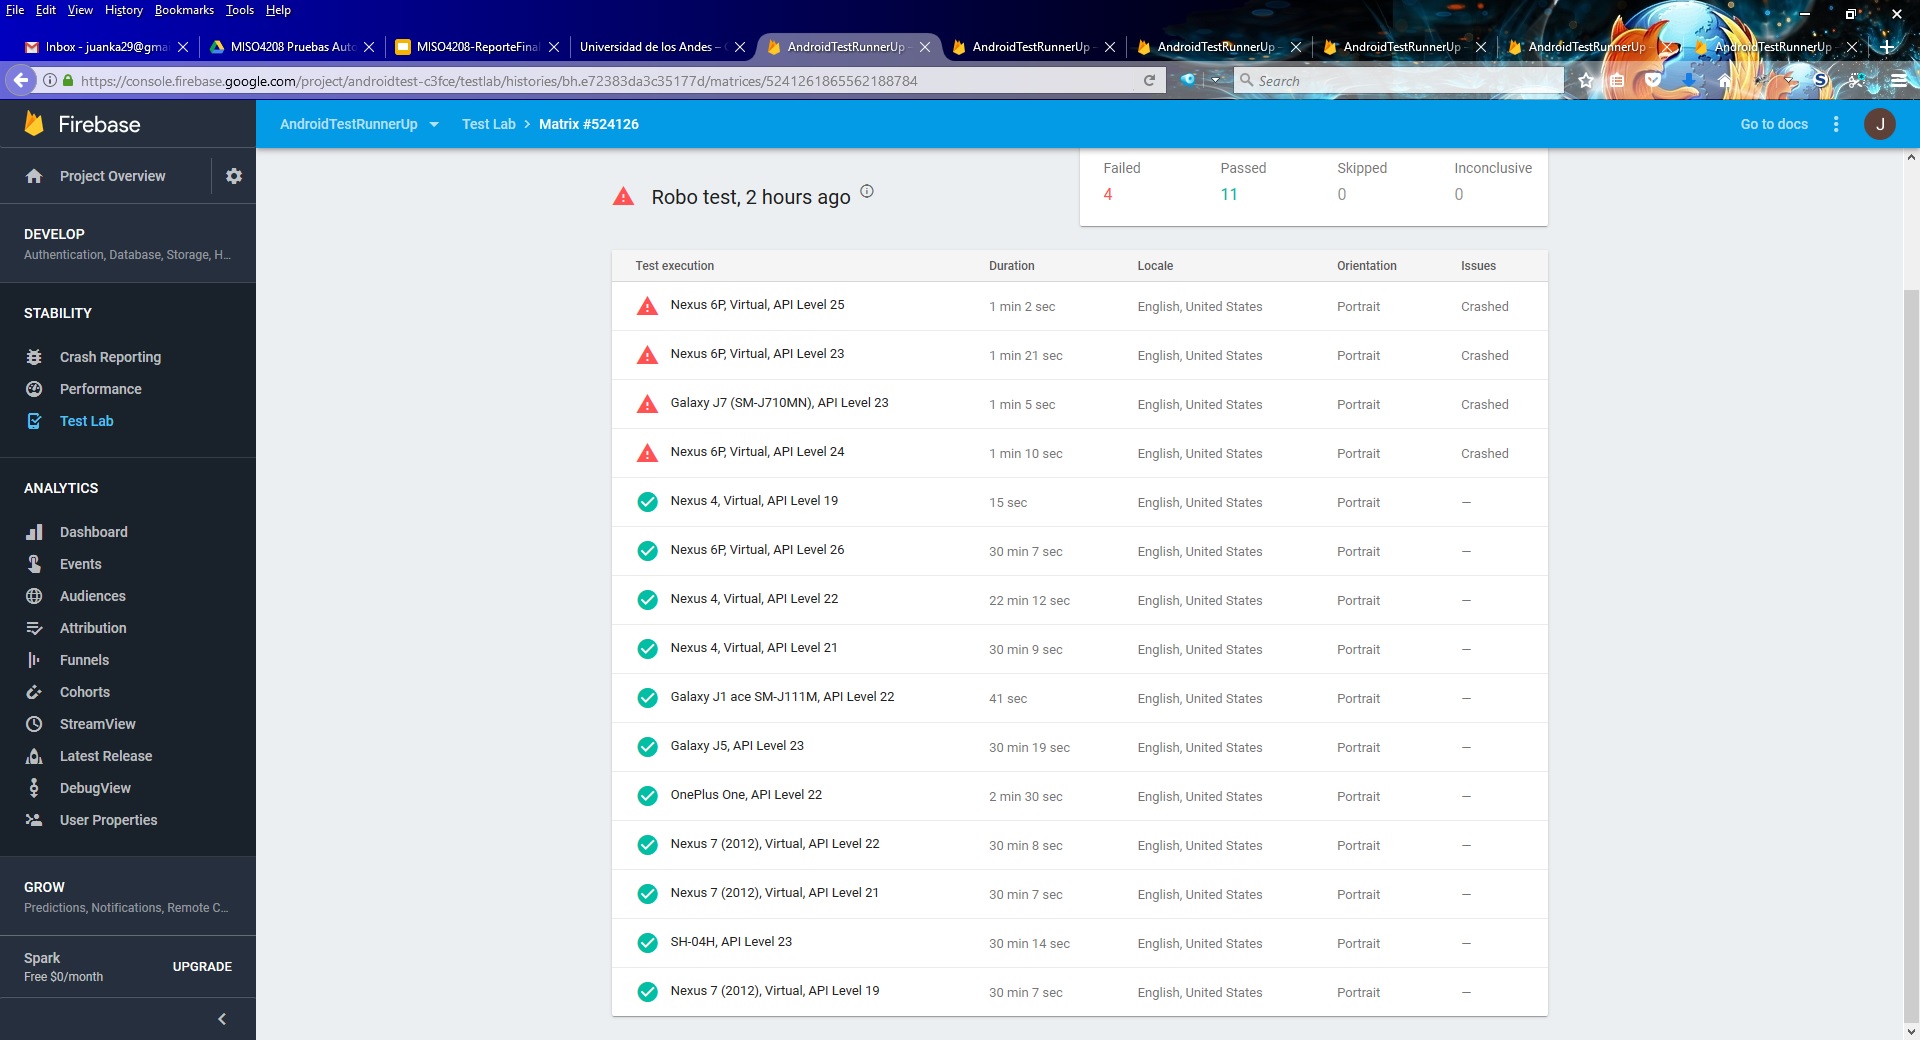 File Edit View History Bookmarks Tools Help
Inbox - juanka29@gmai
MISO4208 Pruebas Auto
MISO4208-ReporteFinal
Universidad de los Andes –
AndroidTestRunnerUp
AndroidTestRunnerUp
AndroidTestRunnerUp
AndroidTestRunnerUp
AndroidTestRunnerUp
AndroidTestRunnerUp
https://console.firebase.google.com/project/androidtest-c3fce/testlab/histories/bh.e72383da3c35177d/matrices/5241261865562188784
Search
Firebase
AndroidTestRunnerUp
Test Lab > Matrix #524126
Go to docs
J
Project Overview
DEVELOP
Authentication, Database, Storage, H...
STABILITY
Crash Reporting
Performance
Test Lab
ANALYTICS
Dashboard
Events
Audiences
Attribution
Funnels
Cohorts
StreamView
Latest Release
DebugView
User Properties
GROW
Predictions, Notifications, Remote C...
Spark
Free $0/month
UPGRADE
Robo test, 2 hours ago
Failed Passed Skipped Inconclusive
4 11 0 0
Test execution Duration Locale Orientation Issues
Nexus 6P, Virtual, API Level 25 1 min 2 sec English, United States Portrait Crashed
Nexus 6P, Virtual, API Level 23 1 min 21 sec English, United States Portrait Crashed
Galaxy J7 (SM-J710MN), API Level 23 1 min 5 sec English, United States Portrait Crashed
Nexus 6P, Virtual, API Level 24 1 min 10 sec English, United States Portrait Crashed
Nexus 4, Virtual, API Level 19 15 sec English, United States Portrait —
Nexus 6P, Virtual, API Level 26 30 min 7 sec English, United States Portrait —
Nexus 4, Virtual, API Level 22 22 min 12 sec English, United States Portrait —
Nexus 4, Virtual, API Level 21 30 min 9 sec English, United States Portrait —
Galaxy J1 ace SM-J111M, API Level 22 41 sec English, United States Portrait —
Galaxy J5, API Level 23 30 min 19 sec English, United States Portrait —
OnePlus One, API Level 22 2 min 30 sec English, United States Portrait —
Nexus 7 (2012), Virtual, API Level 22 30 min 8 sec English, United States Portrait —
Nexus 7 (2012), Virtual, API Level 21 30 min 7 sec English, United States Portrait —
SH-04H, API Level 23 30 min 14 sec English, United States Portrait —
Nexus 7 (2012), Virtual, API Level 19 30 min 7 sec English, United States Portrait —